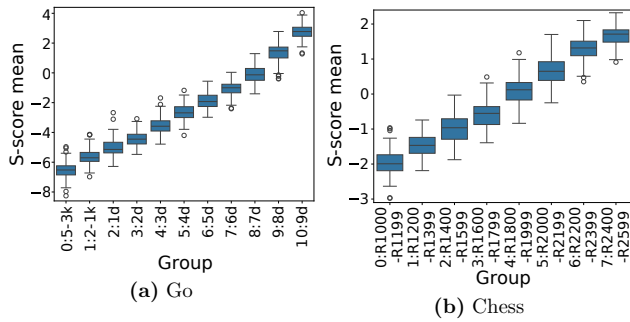 S-score mean
4
2
0
−2
−4
−6
−8
0:5-3k
1:2-1k
2:1d
3:2d
4:3d
5:4d
6:5d
7:6d
8:7d
9:8d
10:9d
Group
(a) Go
S-score mean
2
1
0
−1
−2
−3
0:R1000
-R1199
1:R1200
-R1399
2:R1400
-R1599
3:R1600
-R1799
4:R1800
-R1999
5:R2000
-R2199
6:R2200
-R2399
7:R2400
-R2599
Group
(b) Chess